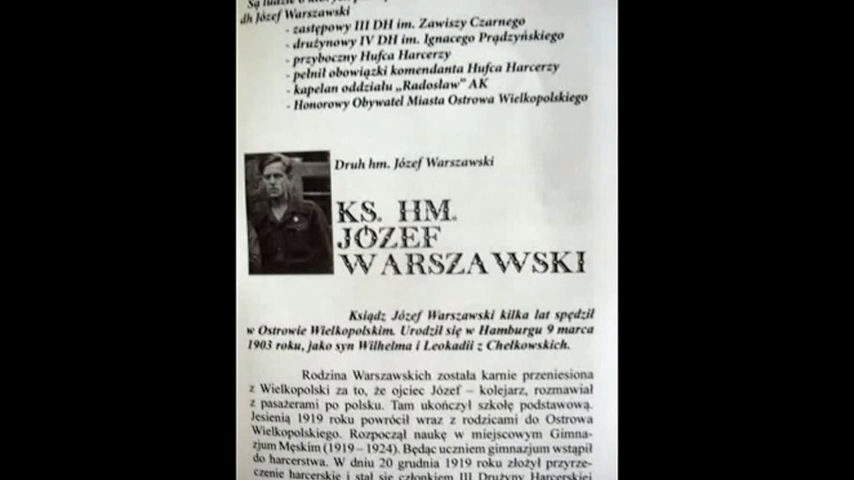 Są ludzie o których
dh Józef Warszawski
- zastępowy III DH im. Zawiszy Czarnego
- drużynowy IV DH im. Ignacego Prądzyńskiego
- przyboczny Hufca Harcerzy
- pełnił obowiązki komendanta Hufca Harcerzy
- kapelan oddziału „Radosław” AK
- Honorowy Obywatel Miasta Ostrowa Wielkopolskiego
Druh hm. Józef Warszawski
KS. HM.
JÓZEF
WARSZAWSKI
Ksiądz Józef Warszawski kilka lat spędził
w Ostrowie Wielkopolskim. Urodził się w Hamburgu 9 marca
1903 roku, jako syn Wilhelma i Leokadii z Chełkowskich.
Rodzina Warszawskich została karnie przeniesiona
z Wielkopolski za to, że ojciec Józef – kolejarz, rozmawiał
z pasażerami po polsku. Tam ukończył szkołę podstawową.
Jesienią 1919 roku powrócił wraz z rodzicami do Ostrowa
Wielkopolskiego. Rozpoczął naukę w miejscowym Gimna-
zjum Męskim (1919 – 1924). Będąc uczniem gimnazjum wstąpił
do harcerstwa. W dniu 20 grudnia 1919 roku złożył przyrze-
czenie harcerskie i stał się członkiem III Drużyny Harcerskiej